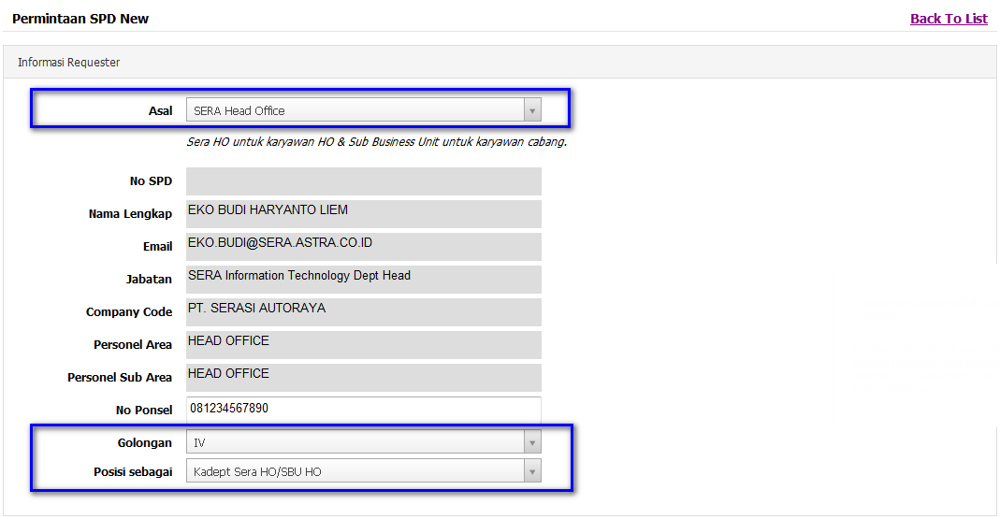 Permintaan SPD New Back To List
Informasi Requester
Asal SERA Head Office
Sera HO untuk karyawan HO & Sub Business Unit untuk karyawan cabang.
No SPD
Nama Lengkap EKO BUDI HARYANTO LIEM
Email EKO.BUDI@SERA.ASTRA.CO.ID
Jabatan SERA Information Technology Dept Head
Company Code PT. SERASI AUTORAYA
Personel Area HEAD OFFICE
Personel Sub Area HEAD OFFICE
No Ponsel 081234567890
Golongan IV
Posisi sebagai Kadept Sera HO/SBU HO